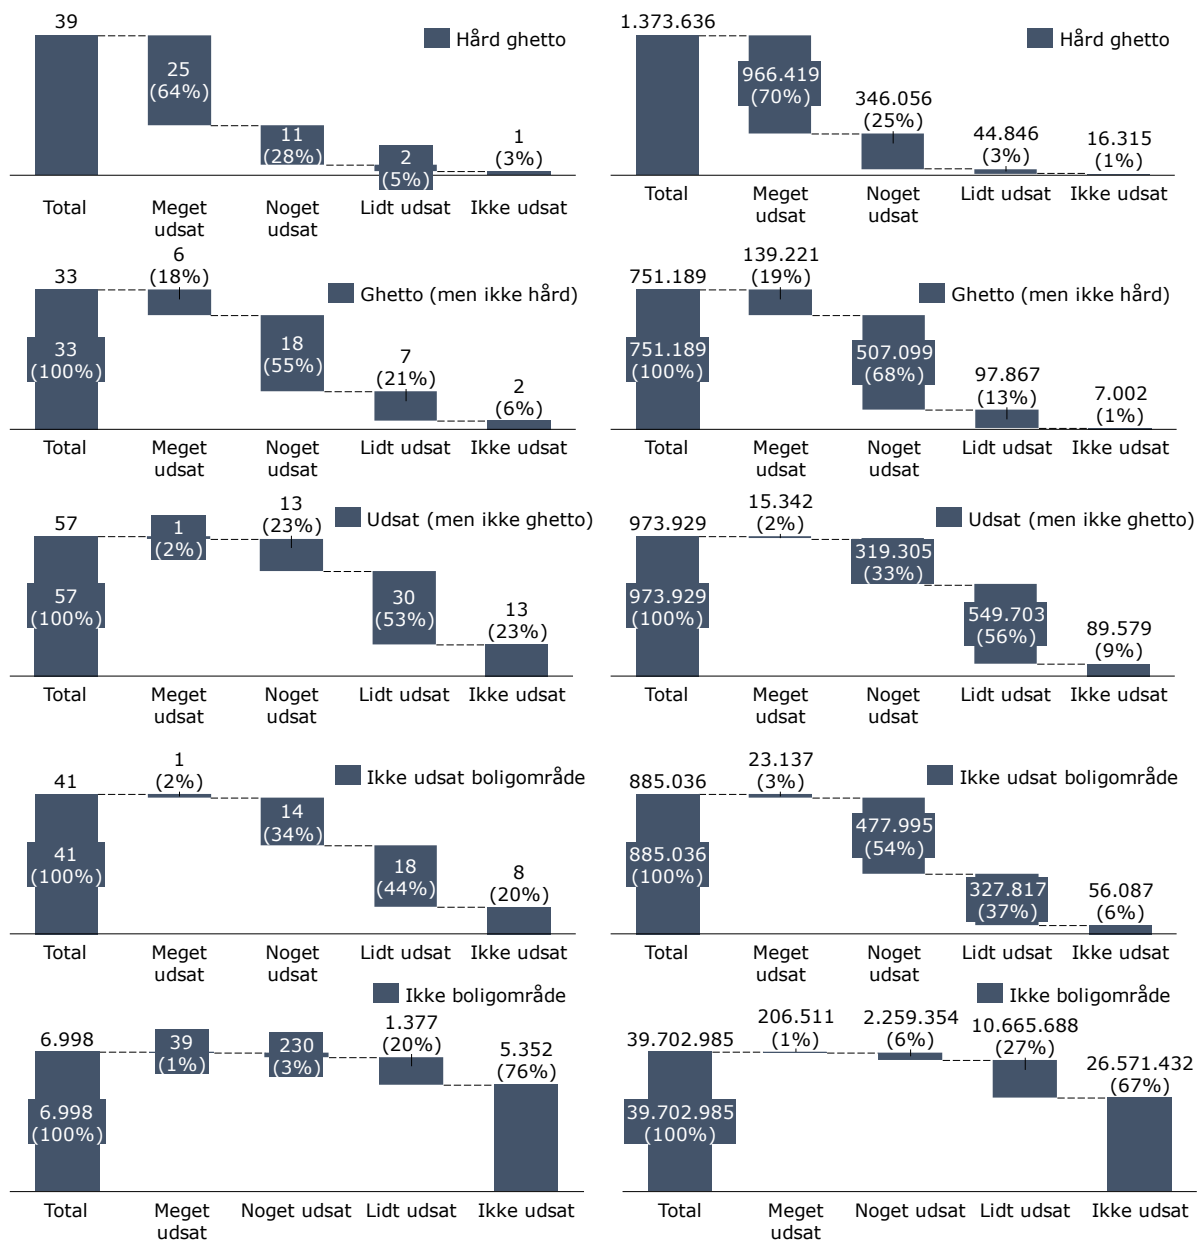 39
Hård ghetto
25
(64%)
11
(28%)
2
(5%)
1
(3%)
Total
Meget
udsat
Noget
udsat
Lidt udsat
Ikke udsat
1.373.636
Hård ghetto
966.419
(70%)
346.056
(25%)
44.846
(3%)
16.315
(1%)
Total
Meget
udsat
Noget
udsat
Lidt udsat
Ikke udsat
33
6
(18%)
Ghetto (men ikke hård)
33
(100%)
18
(55%)
7
(21%)
2
(6%)
Total
Meget
udsat
Noget
udsat
Lidt udsat
Ikke udsat
751.189
139.221
(19%)
Ghetto (men ikke hård)
751.189
(100%)
507.099
(68%)
97.867
(13%)
7.002
(1%)
Total
Meget
udsat
Noget
udsat
Lidt udsat
Ikke udsat
57
1
(2%)
13
(23%)
Udsat (men ikke ghetto)
57
(100%)
30
(53%)
13
(23%)
Total
Meget
udsat
Noget
udsat
Lidt udsat
Ikke udsat
973.929
15.342
(2%)
Udsat (men ikke ghetto)
319.305
(33%)
973.929
(100%)
549.703
(56%)
89.579
(9%)
Total
Meget
udsat
Noget
udsat
Lidt udsat
Ikke udsat
41
1
(2%)
Ikke udsat boligområde
14
(34%)
41
(100%)
18
(44%)
8
(20%)
Total
Meget
udsat
Noget
udsat
Lidt udsat
Ikke udsat
885.036
23.137
(3%)
Ikke udsat boligområde
477.995
(54%)
885.036
(100%)
327.817
(37%)
56.087
(6%)
Total
Meget
udsat
Noget
udsat
Lidt udsat
Ikke udsat
Ikke boligområde
6.998
39
(1%)
230
(3%)
1.377
(20%)
5.352
(76%)
6.998
(100%)
Total
Meget
udsat
Noget udsat
Lidt udsat
Ikke udsat
Ikke boligområde
39.702.985
206.511
(1%)
2.259.354
(6%)
10.665.688
(27%)
26.571.432
(67%)
39.702.985
(100%)
Total
Meget
udsat
Noget udsat
Lidt udsat
Ikke udsat